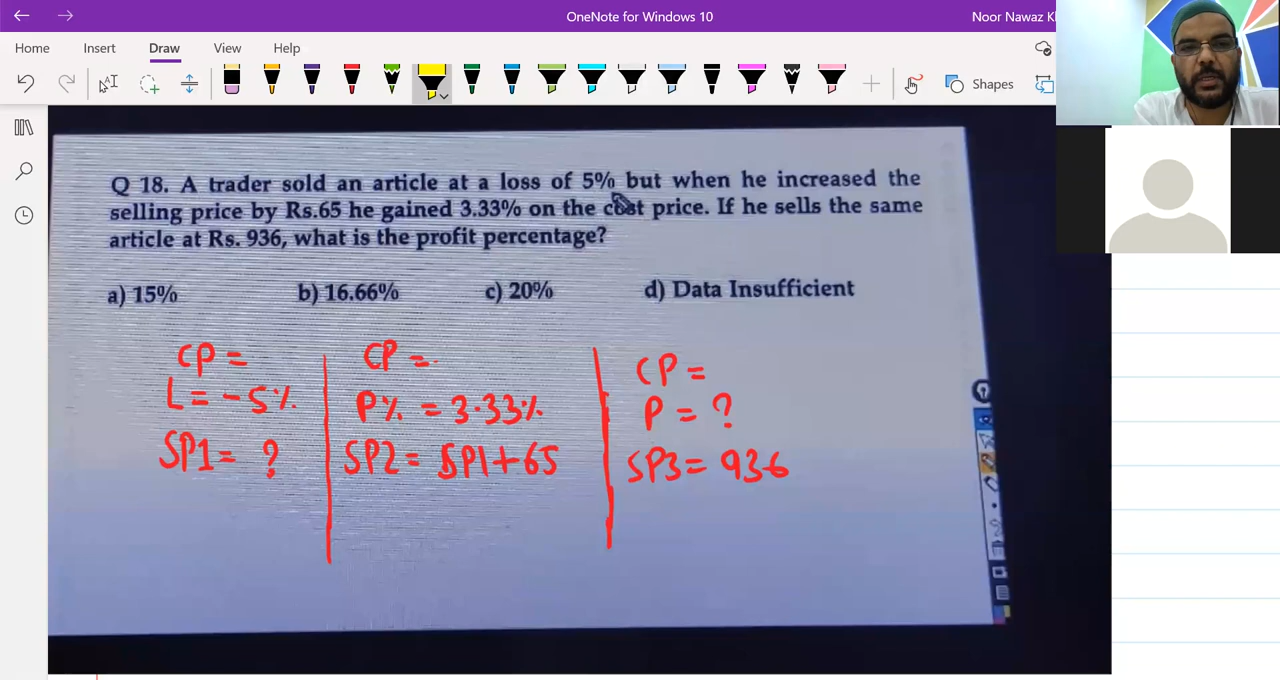 OneNote for Windows 10
Noor Nawaz Kh
Home Insert Draw View Help
Shapes
Q 18. A trader sold an article at a loss of 5% but when he increased the
selling price by Rs.65 he gained 3.33% on the cost price. If he sells the same
article at Rs. 936, what is the profit percentage?
a) 15% b) 16.66% c) 20% d) Data Insufficient
CP =
L = -5%
SP1 = ?
CP =
P% = 3.33%
SP2 = SP1+65
CP =
P = ?
SP3 = 936